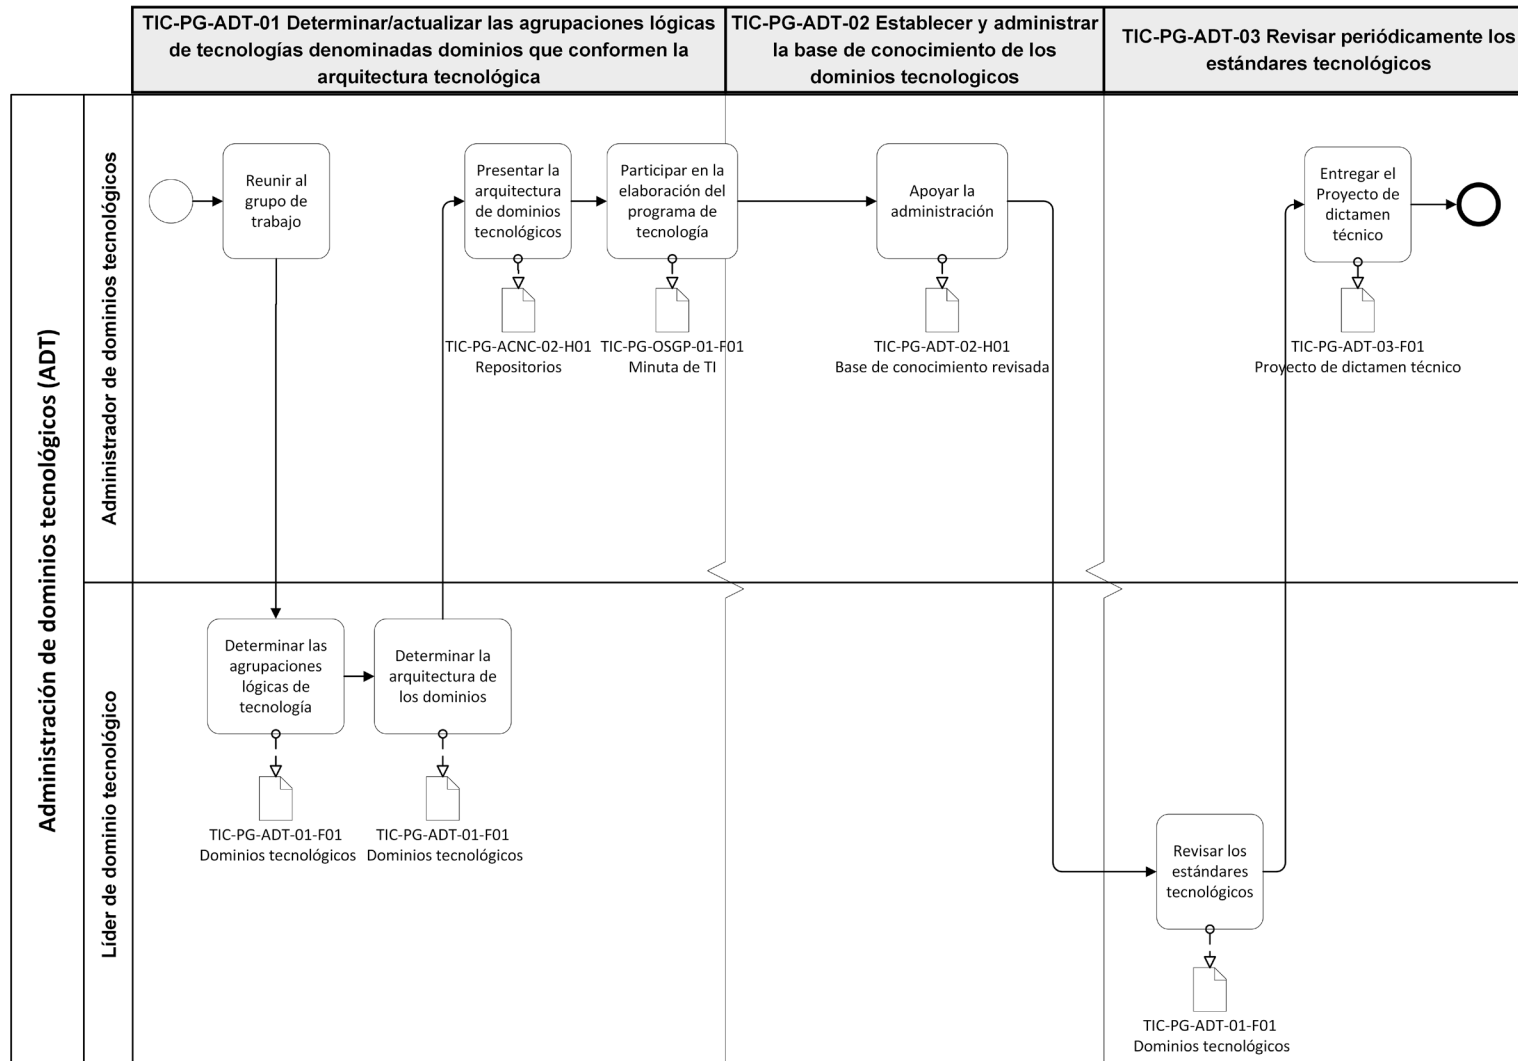 TIC-PG-ADT-01 Determinar/actualizar las agrupaciones lógicas
de tecnologías denominadas dominios que conformen la
arquitectura tecnológica
TIC-PG-ADT-02 Establecer y administrar
la base de conocimiento de los
dominios tecnologicos
TIC-PG-ADT-03 Revisar periódicamente los
estándares tecnológicos
Administración de dominios tecnológicos (ADT)
Administrador de dominios tecnológicos
Reunir al
grupo de
trabajo
Presentar la
arquitectura
de dominios
tecnológicos
TIC-PG-ACNC-02-H01
Repositorios
Participar en la
elaboración del
programa de
tecnología
TIC-PG-OSGP-01-F01
Minuta de TI
Apoyar la
administración
TIC-PG-ADT-02-H01
Base de conocimiento revisada
Entregar el
Proyecto de
dictamen
técnico
TIC-PG-ADT-03-F01
Proyecto de dictamen técnico
Líder de dominio tecnológico
Determinar las
agrupaciones
lógicas de
tecnología
TIC-PG-ADT-01-F01
Dominios tecnológicos
Determinar la
arquitectura de
los dominios
TIC-PG-ADT-01-F01
Dominios tecnológicos
Revisar los
estándares
tecnológicos
TIC-PG-ADT-01-F01
Dominios tecnológicos